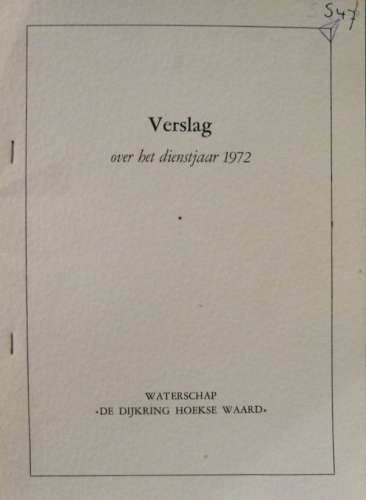 S47
Verslag
over het dienstjaar 1972
WATERSCHAP
«DE DIJKRING HOEKSE WAARD»